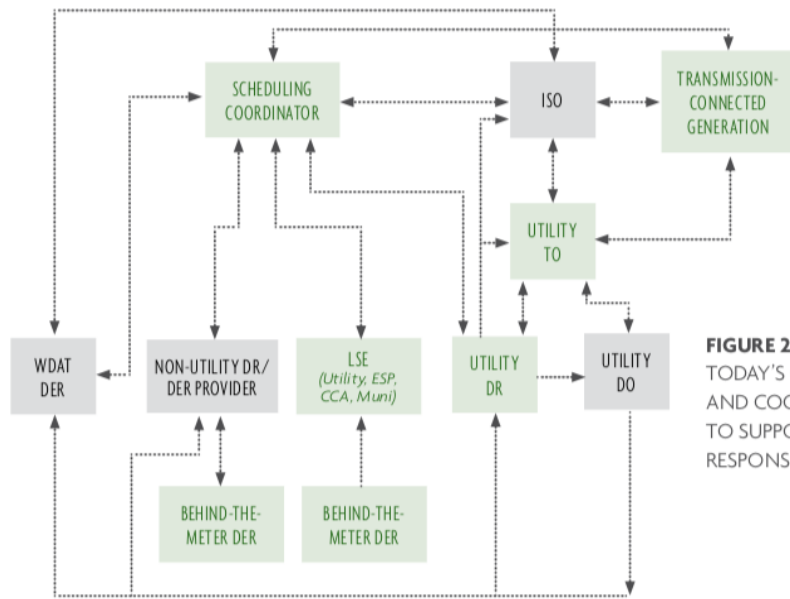 SCHEDULING
COORDINATOR
ISO
TRANSMISSION-
CONNECTED
GENERATION
UTILITY
TO
WDAT
DER
NON-UTILITY DR/
DER PROVIDER
LSE
(Utility, ESP,
CCA, Muni)
UTILITY
DR
UTILITY
DO
FIGURE 2
TODAY'S
AND COO
TO SUPPO
RESPONS
BEHIND-THE-
METER DER
BEHIND-THE-
METER DER